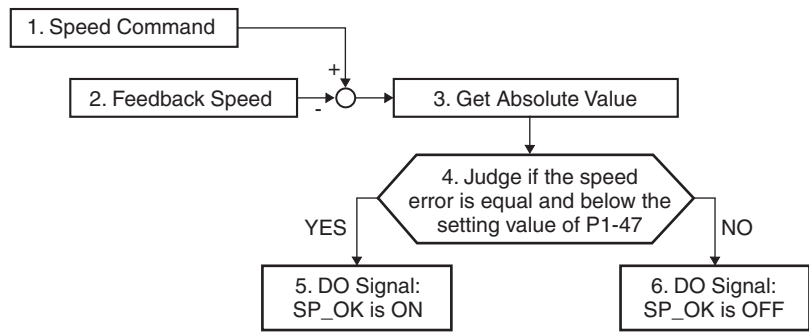 1. Speed Command
+
2. Feedback Speed
-
3. Get Absolute Value
4. Judge if the speed
error is equal and below the
setting value of P1-47
YES
NO
5. DO Signal:
SP_OK is ON
6. DO Signal:
SP_OK is OFF